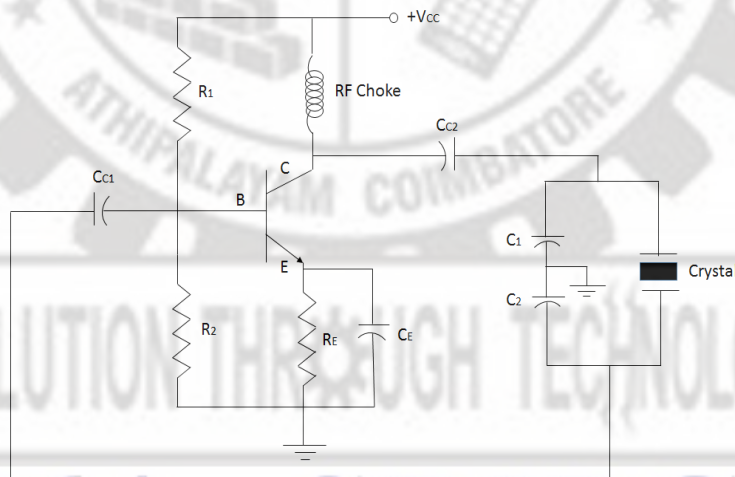 +VCC
R1
RF Choke
CC2
CC1
C
B
E
C1
C2
Crysta
R2
RE
CE
ATHIPALAYAM COIMBATORE
LUTION THROUGH TECHNOL